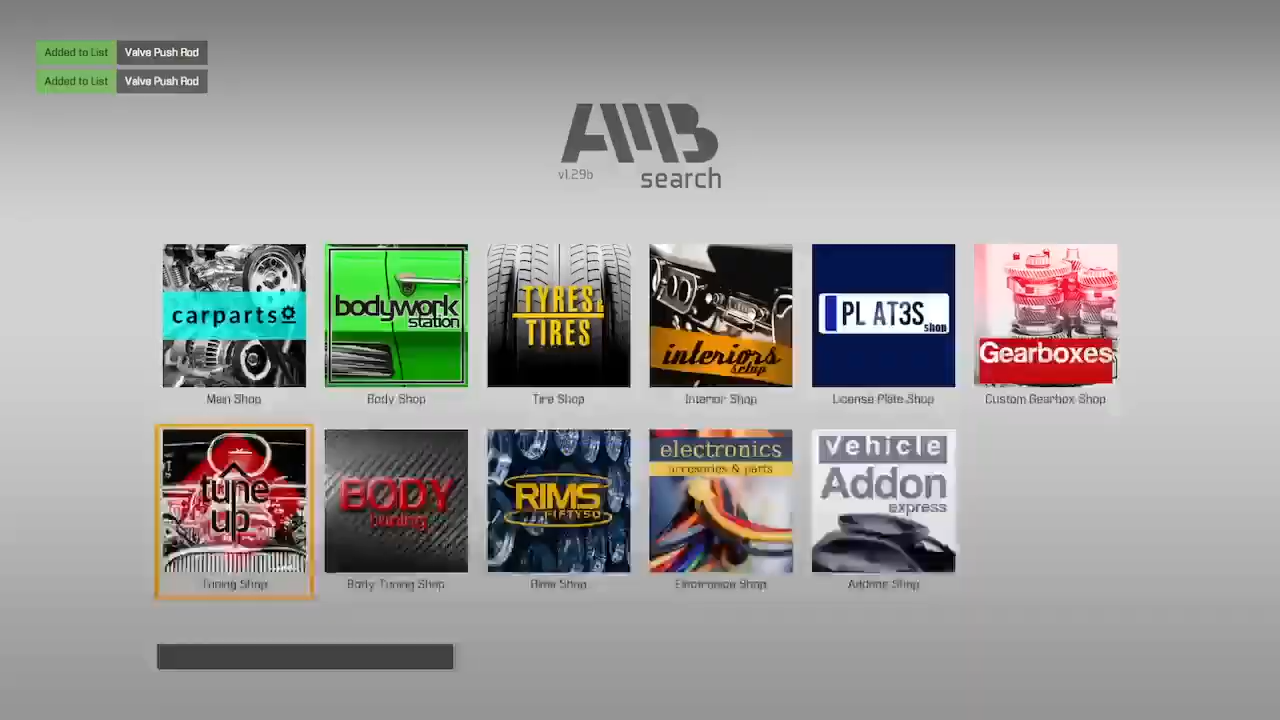 Added to List Valve Push Rod
Added to List Valve Push Rod
AMB
v1.29b
search
carparts
bodywork
station
TYRES&
TIRES
interiors
setup
PL AT3S
shop
Gearboxes
Main Shop
Body Shop
Tire Shop
Interior Shop
License Plate Shop
Custom Gearbox Shop
tune
up
BODY
tuning
RIMS
FIFTY50
electronics
accesories & parts
Vehicle
Addon
express
Tuning Shop
Body Tuning Shop
Rims Shop
Electronics Shop
Addons Shop